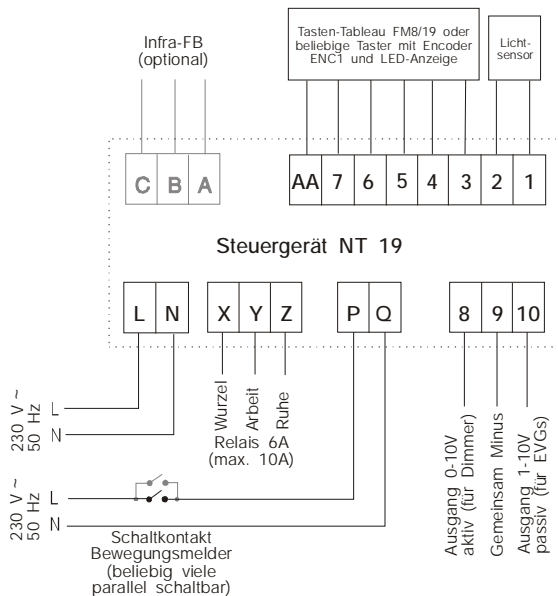 Infra-FB
(optional)
Tasten-Tableau FM8/19 oder
beliebige Taster mit Encoder
ENC1 und LED-Anzeige
Licht-
sensor
C B A
AA 7 6 5 4 3 2 1
Steuergerät NT 19
L N X Y Z P Q 8 9 10
230 V ~
50 Hz
L
N
Wurzel
Arbeit
Ruhe
Relais 6A
(max. 10A)
230 V ~
50 Hz
L
N
Schaltkontakt
Bewegungsmelder
(beliebig viele
parallel schaltbar)
Ausgang 0-10V
aktiv (für Dimmer)
Gemeinsam Minus
Ausgang 1-10V
passiv (für EVGs)